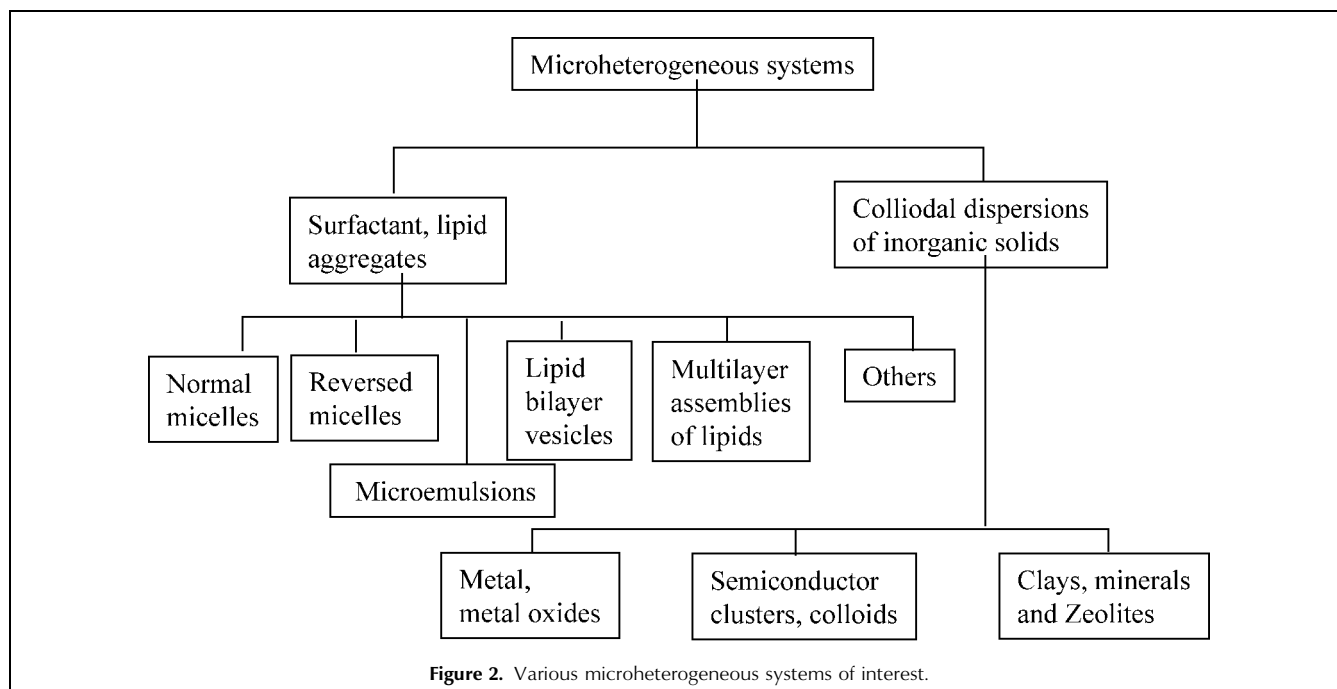 Microheterogeneous systems
Surfactant, lipid
aggregates
Colliodal dispersions
of inorganic solids
Normal
micelles
Reversed
micelles
Microemulsions
Lipid
bilayer
vesicles
Multilayer
assemblies
of lipids
Others
Metal,
metal oxides
Semiconductor
clusters, colloids
Clays, minerals
and Zeolites
Figure 2. Various microheterogeneous systems of interest.